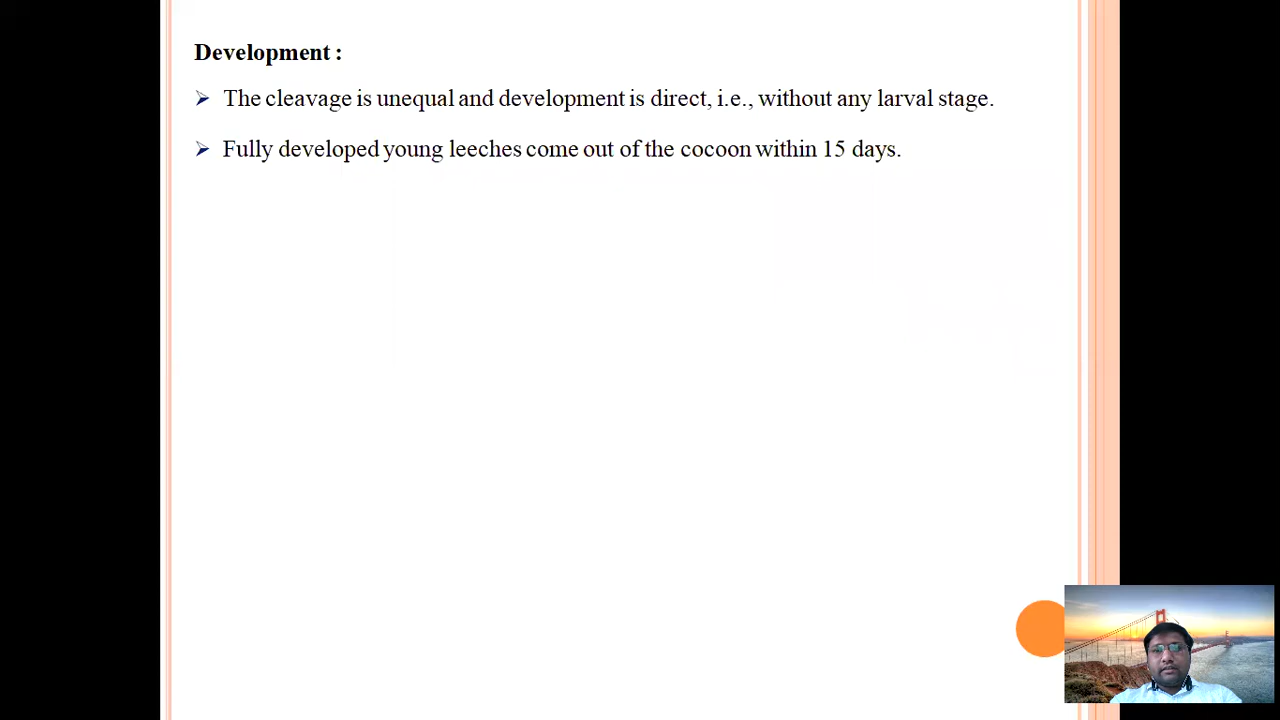 Development :
The cleavage is unequal and development is direct, i.e., without any larval stage.
Fully developed young leeches come out of the cocoon within 15 days.